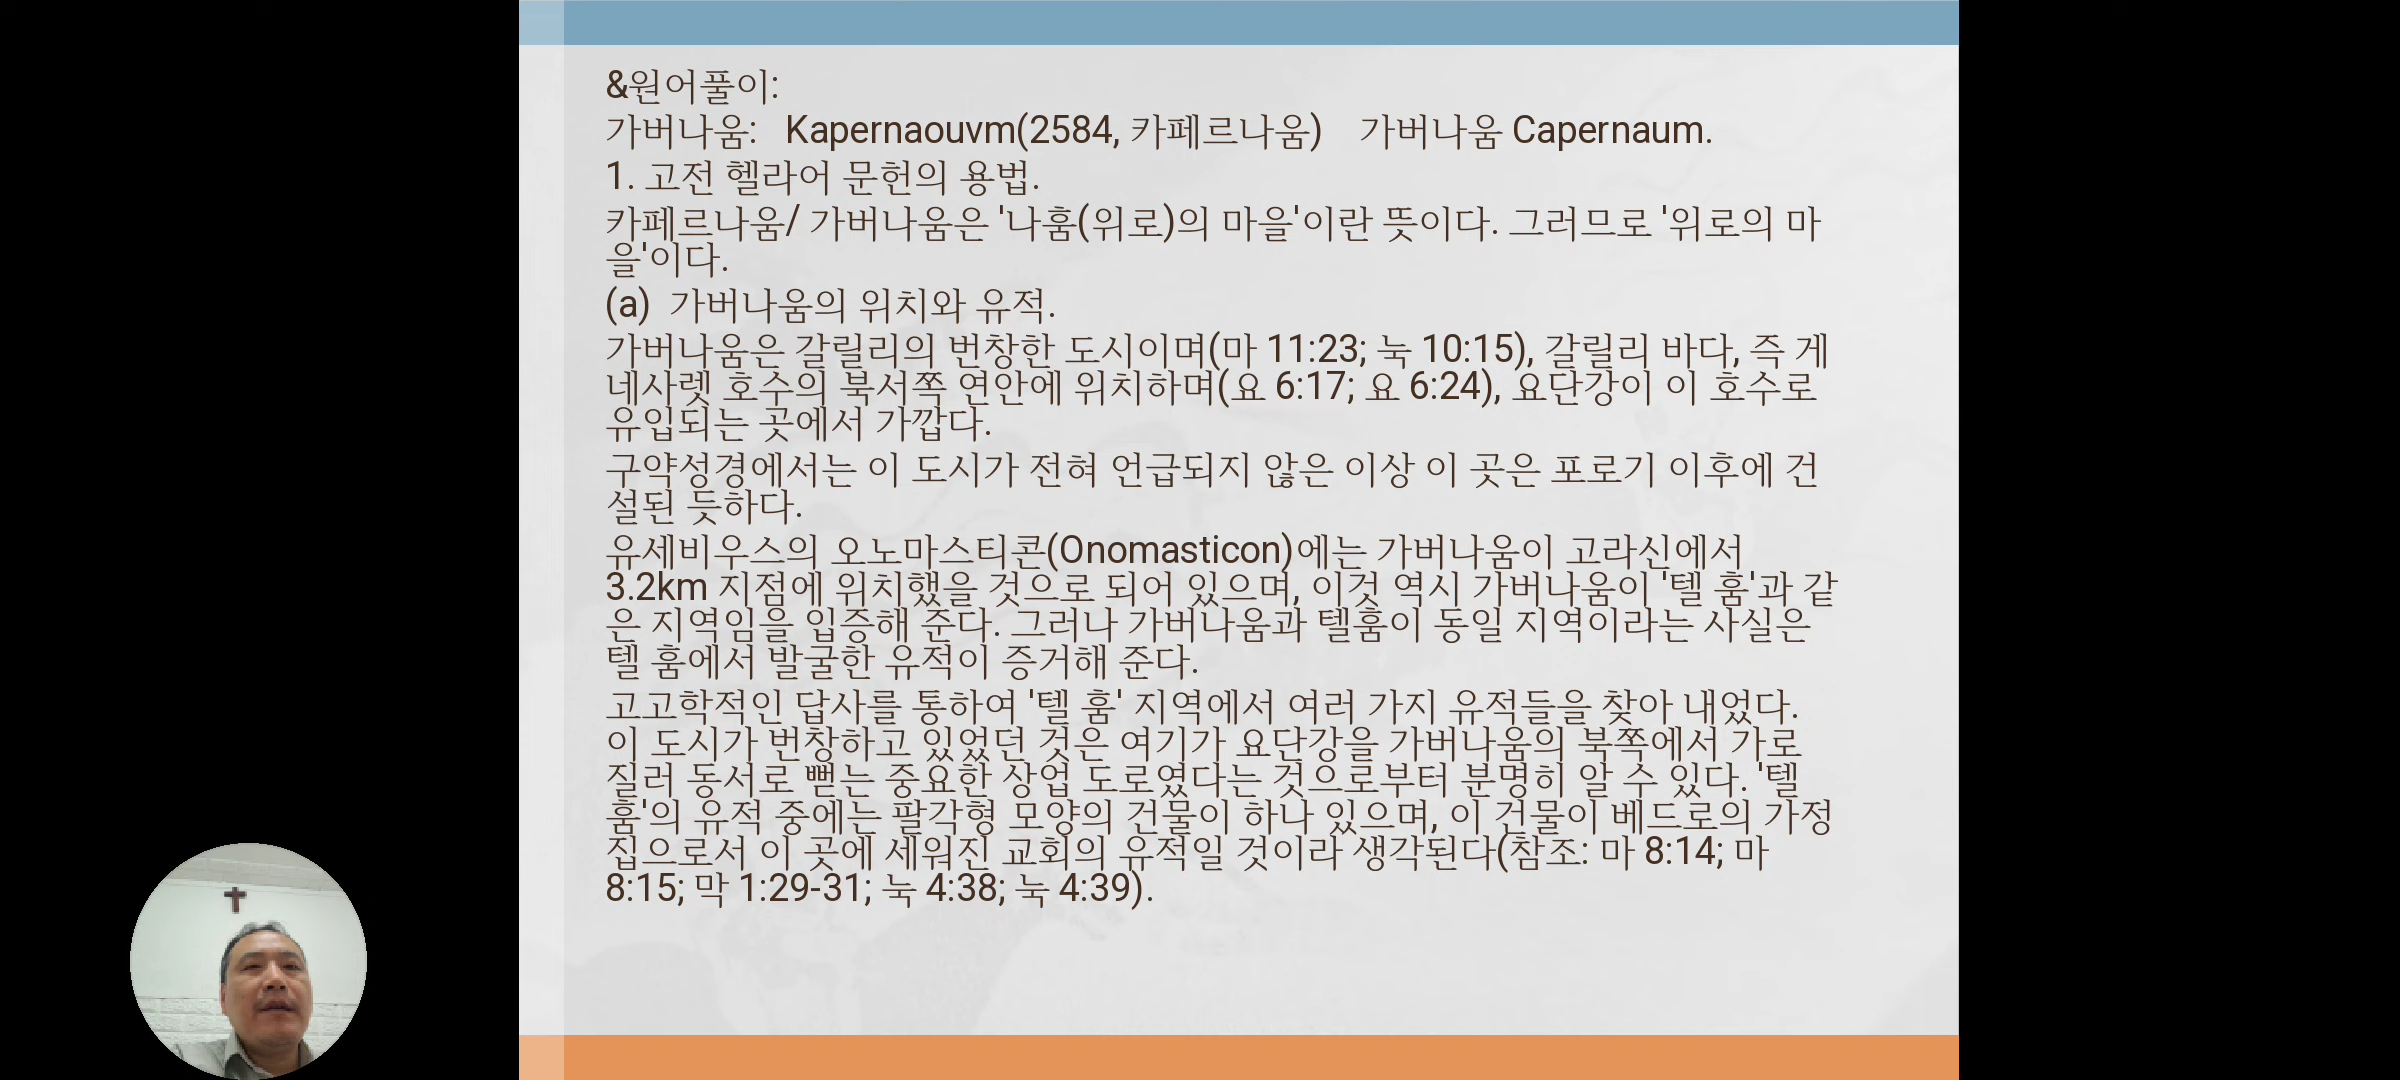 &원어풀이:
가버나움: Kapernaouvm(2584, 카페르나움) 가버나움 Capernaum.
1. 고전 헬라어 문헌의 용법.
카페르나움/ 가버나움은 '나훔(위로)의 마을'이란 뜻이다. 그러므로 '위로의 마
을'이다.
(a) 가버나움의 위치와 유적.
가버나움은 갈릴리의 번창한 도시이며(마 11:23; 눅 10:15), 갈릴리 바다, 즉 게
네사렛 호수의 북서쪽 연안에 위치하며(요 6:17; 요 6:24), 요단강이 이 호수로
유입되는 곳에서 가깝다.
구약성경에서는 이 도시가 전혀 언급되지 않은 이상 이 곳은 포로기 이후에 건
설된 듯하다.
유세비우스의 오노마스티콘(Onomasticon)에는 가버나움이 고라신에서
3.2km 지점에 위치했을 것으로 되어 있으며, 이것 역시 가버나움이 '텔 훔'과 같
은 지역임을 입증해 준다. 그러나 가버나움과 텔훔이 동일 지역이라는 사실은
텔 훔에서 발굴한 유적이 증거해 준다.
고고학적인 답사를 통하여 '텔 훔' 지역에서 여러 가지 유적들을 찾아 내었다.
이 도시가 번창하고 있었던 것은 여기가 요단강을 가버나움의 북쪽에서 가로
질러 동서로 뻗는 중요한 상업 도로였다는 것으로부터 분명히 알 수 있다. '텔
훔'의 유적 중에는 팔각형 모양의 건물이 하나 있으며, 이 건물이 베드로의 가정
집으로서 이 곳에 세워진 교회의 유적일 것이라 생각된다(참조: 마 8:14; 마
8:15; 막 1:29-31; 눅 4:38; 눅 4:39).